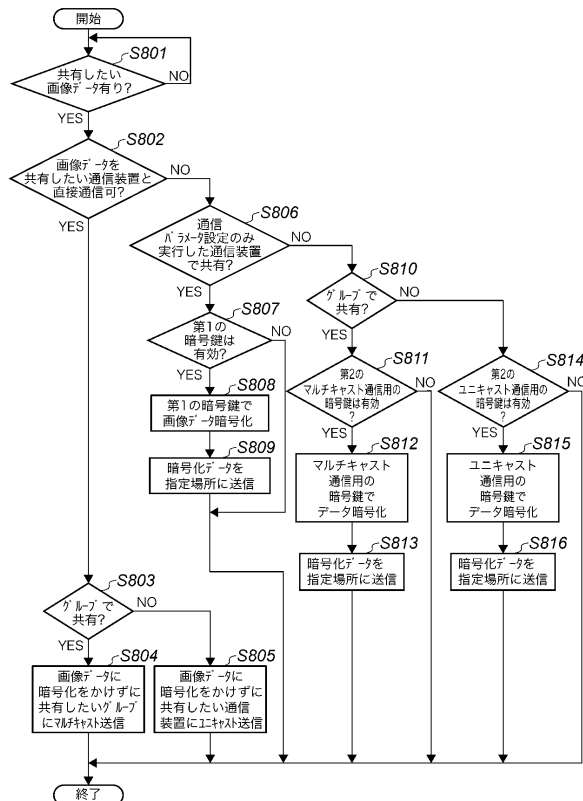 開始
S801
共有したい
画像データ有り?
NO
YES
S802
画像データを
共有したい通信装置と
直接通信可?
NO
YES
S806
通信
パラメータ設定のみ
実行した通信装置
で共有?
NO
YES
S810
グループで
共有?
NO
YES
S807
第1の
暗号鍵は
有効?
NO
YES
S811
第2の
マルチキャスト通信用の
暗号鍵は有効
?
NO
YES
S814
第2の
ユニキャスト通信用の
暗号鍵は有効
?
NO
YES
S808
第1の暗号鍵で
画像データ暗号化
S809
暗号化データを
指定場所に送信
S812
マルチキャスト
通信用の
暗号鍵で
データ暗号化
S815
ユニキャスト
通信用の
暗号鍵で
データ暗号化
S813
暗号化データを
指定場所に送信
S816
暗号化データを
指定場所に送信
S803
グループで
共有?
NO
YES
S804
画像データに
暗号化をかけずに
共有したいグループ
にマルチキャスト送信
S805
画像データに
暗号化をかけずに
共有したい通信
装置にユニキャスト送信
終了